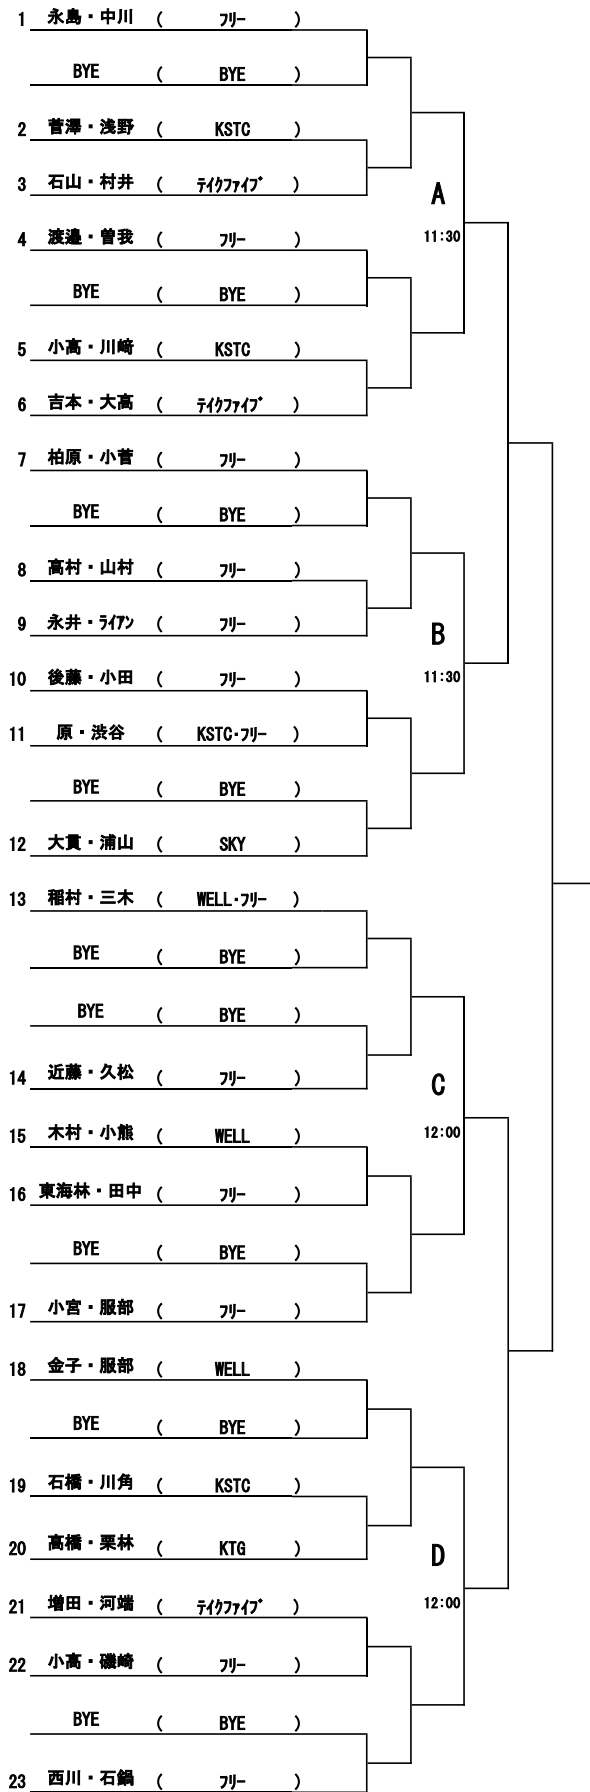 1 永島・中川 ( ﾌﾘｰ )
BYE ( BYE )
2 菅澤・浅野 ( KSTC )
3 石山・村井 ( ﾃｲｸﾌｧｲﾌﾞ )
A
4 渡邉・曽我 ( ﾌﾘｰ )
11:30
BYE ( BYE )
5 小高・川﨑 ( KSTC )
6 吉本・大高 ( ﾃｲｸﾌｧｲﾌﾞ )
7 柏原・小菅 ( ﾌﾘｰ )
BYE ( BYE )
8 高村・山村 ( ﾌﾘｰ )
9 永井・ﾗｲｱﾝ ( ﾌﾘｰ )
B
10 後藤・小田 ( ﾌﾘｰ )
11:30
11 原・渋谷 ( KSTC・ﾌﾘｰ )
BYE ( BYE )
12 大貫・浦山 ( SKY )
13 稲村・三木 ( WELL・ﾌﾘｰ )
BYE ( BYE )
BYE ( BYE )
14 近藤・久松 ( ﾌﾘｰ )
C
15 木村・小熊 ( WELL )
12:00
16 東海林・田中 ( ﾌﾘｰ )
BYE ( BYE )
17 小宮・服部 ( ﾌﾘｰ )
18 金子・服部 ( WELL )
BYE ( BYE )
19 石橋・川角 ( KSTC )
20 高橋・栗林 ( KTG )
D
21 増田・河端 ( ﾃｲｸﾌｧｲﾌﾞ )
12:00
22 小高・磯崎 ( ﾌﾘｰ )
BYE ( BYE )
23 西川・石鍋 ( ﾌﾘｰ )